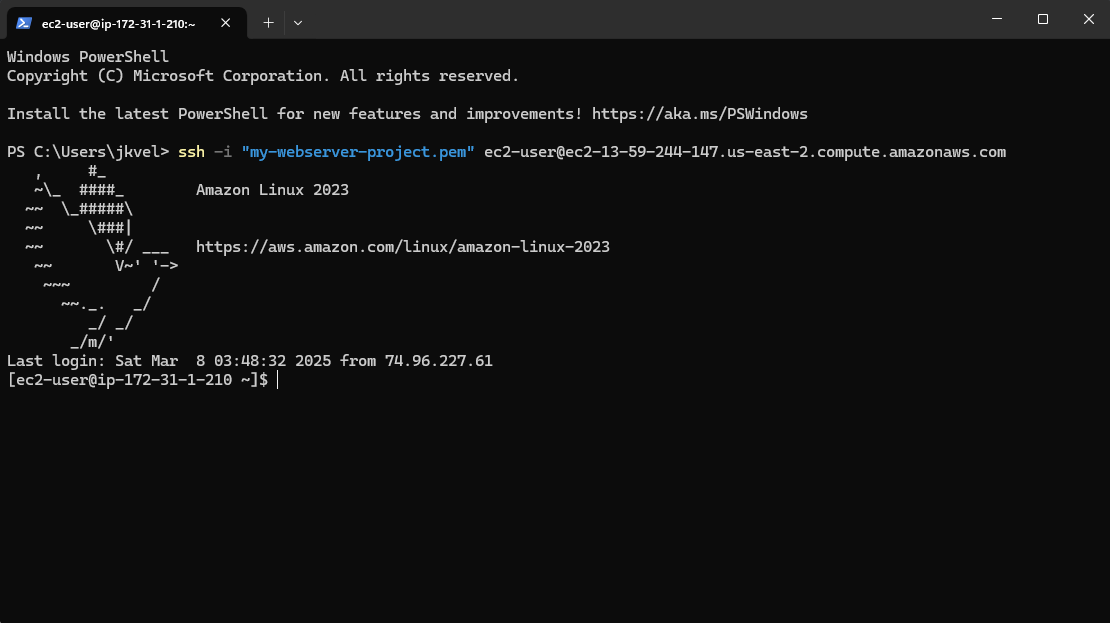 ec2-user@ip-172-31-1-210:~
Windows PowerShell
Copyright (C) Microsoft Corporation. All rights reserved.
Install the latest PowerShell for new features and improvements! https://aka.ms/PSWindows
PS C:\Users\jkvel> ssh -i "my-webserver-project.pem" ec2-user@ec2-13-59-244-147.us-east-2.compute.amazonaws.com
   ,     #_
   ~\_  ####_        Amazon Linux 2023
  ~~  \_#####\
  ~~     \###|
  ~~       \#/ ___   https://aws.amazon.com/linux/amazon-linux-2023
   ~~       V~' '->
    ~~~         /
      ~~._.   _/
         _/ _/
       _/m/'
Last login: Sat Mar  8 03:48:32 2025 from 74.96.227.61
[ec2-user@ip-172-31-1-210 ~]$